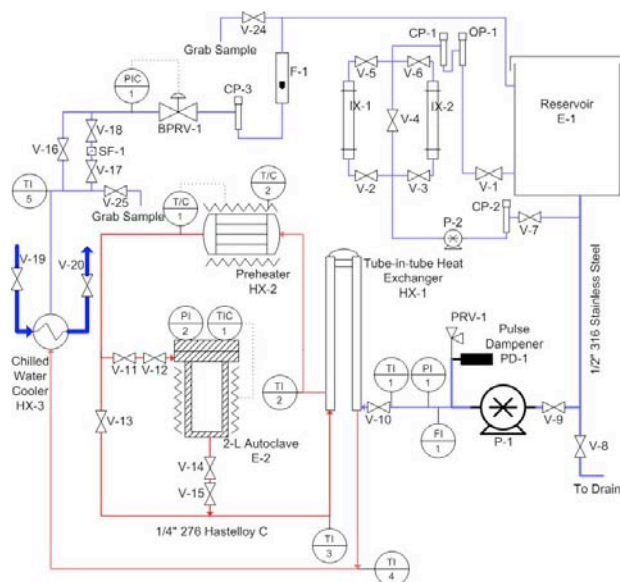 V-24
CP-1
OP-1
Grab Sample
F-1
V-5
V-6
PIC
1
CP-3
IX-1
IX-2
Reservoir
E-1
V-18
BPRV-1
V-4
V-16
SF-1
V-17
V-2
V-3
V-1
TI
5
V-25
Grab Sample
T/C
1
T/C
2
CP-2
P-2
V-7
V-19
V-20
Preheater
HX-2
Tube-in-tube Heat
Exchanger
HX-1
1/2" 316 Stainless Steel
PI
2
TIC
1
PRV-1
Pulse
Dampener
PD-1
Chilled
Water
Cooler
HX-3
V-11
V-12
TI
2
TI
1
PI
1
V-13
V-10
V-9
2-L Autoclave
E-2
FI
1
P-1
V-8
V-14
V-15
To Drain
1/4" 276 Hastelloy C
TI
3
TI
4